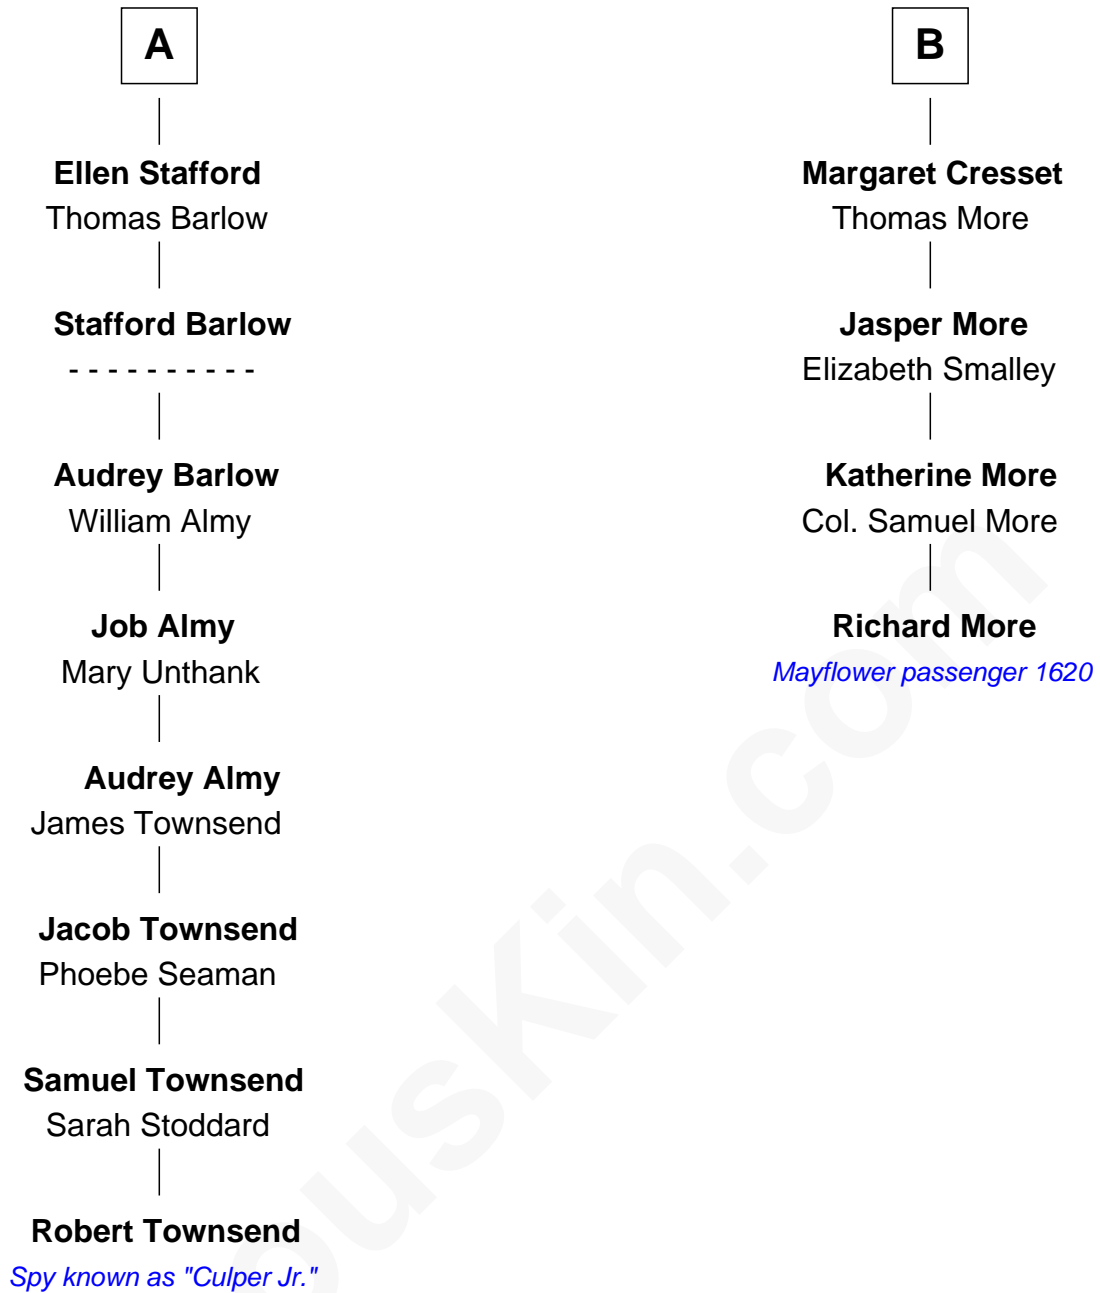 A
Ellen Stafford
Thomas Barlow
Stafford Barlow
- - - - - - - - - -
Audrey Barlow
William Almy
Job Almy
Mary Unthank
Audrey Almy
James Townsend
Jacob Townsend
Phoebe Seaman
Samuel Townsend
Sarah Stoddard
Robert Townsend
Spy known as "Culper Jr."
B
Margaret Cresset
Thomas More
Jasper More
Elizabeth Smalley
Katherine More
Col. Samuel More
Richard More
Mayflower passenger 1620
ousKin.com